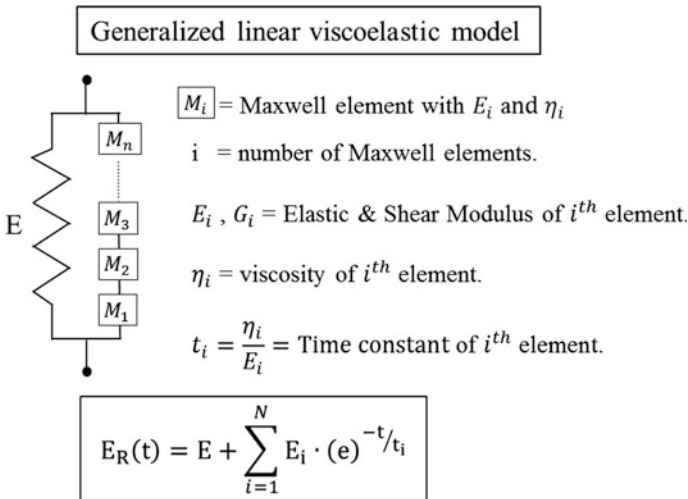 Generalized linear viscoelastic model
M_i = Maxwell element with E_i and η_i
M_n
i = number of Maxwell elements.
E
M_3
E_i , G_i = Elastic & Shear Modulus of i^th element.
M_2
η_i = viscosity of i^th element.
M_1
t_i = η_i/E_i = Time constant of i^th element.
E_R(t) = E + ∑_{i=1}^{N} E_i · (e)^{-t/t_i}